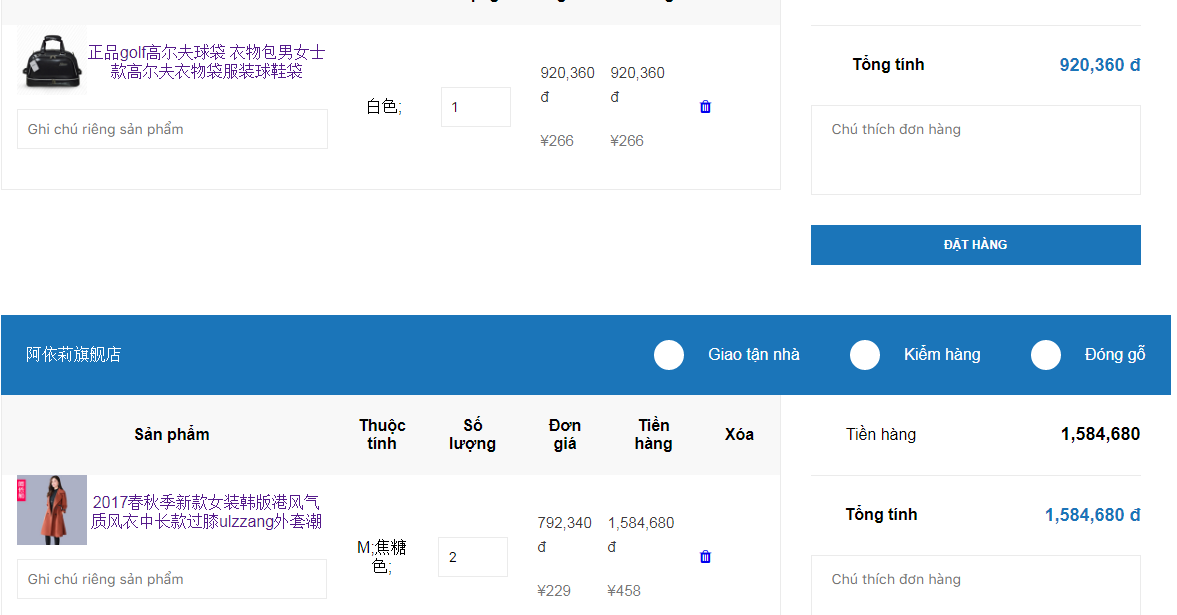 正品golf高尔夫球袋 衣物包男女士
款高尔夫衣物袋服装球鞋袋
Ghi chú riêng sản phẩm
白色;
1
920,360
đ
¥266
920,360
đ
¥266
Tổng tính
920,360 đ
Chú thích đơn hàng
ĐẶT HÀNG
阿依莉旗舰店
Giao tận nhà
Kiểm hàng
Đóng gỗ
Sản phẩm
Thuộc
tính
Số
lượng
Đơn
giá
Tiền
hàng
Xóa
Tiền hàng
1,584,680
2017春秋季新款女装韩版港风气
质风衣中长款过膝ulzzang外套潮
Ghi chú riêng sản phẩm
M;焦糖
色;
2
792,340
đ
¥229
1,584,680
đ
¥458
Tổng tính
1,584,680 đ
Chú thích đơn hàng